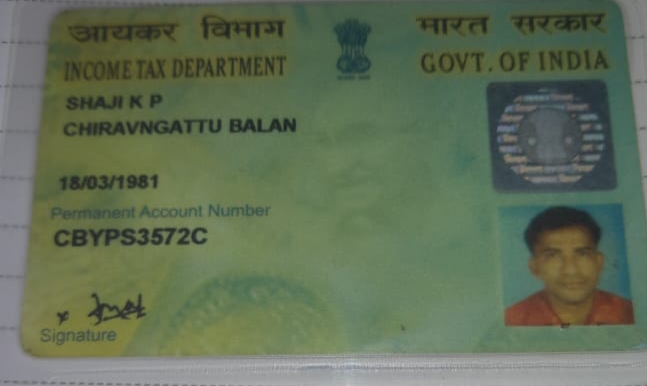 आयकर विभाग
INCOME TAX DEPARTMENT
भारत सरकार
GOVT. OF INDIA
SHAJI K P
CHIRAVNGATTU BALAN
18/03/1981
Permanent Account Number
CBYPS3572C
Signature